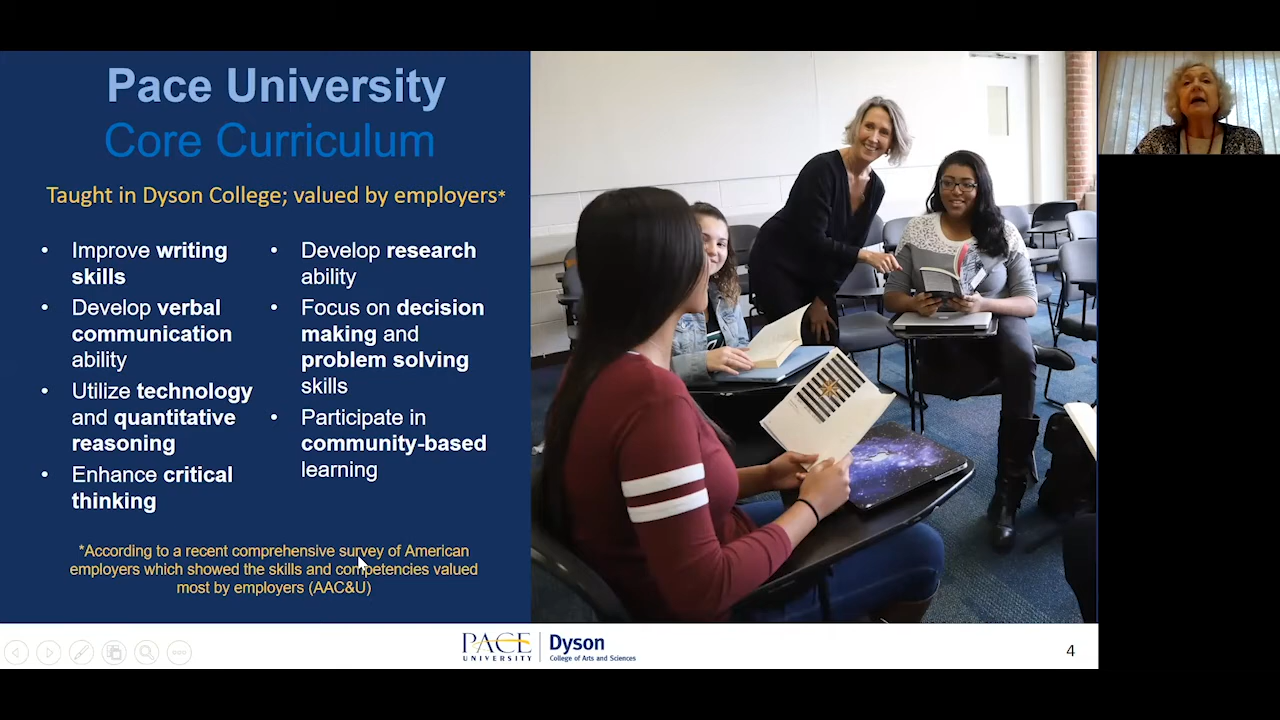 Pace University
Core Curriculum
Taught in Dyson College; valued by employers*
• Improve writing
skills
• Develop verbal
communication
ability
• Utilize technology
and quantitative
reasoning
• Enhance critical
thinking
• Develop research
ability
• Focus on decision
making and
problem solving
skills
• Participate in
community-based
learning
*According to a recent comprehensive survey of American
employers which showed the skills and competencies valued
most by employers (AAC&U)
PACE
UNIVERSITY
Dyson
College of Arts and Sciences
4